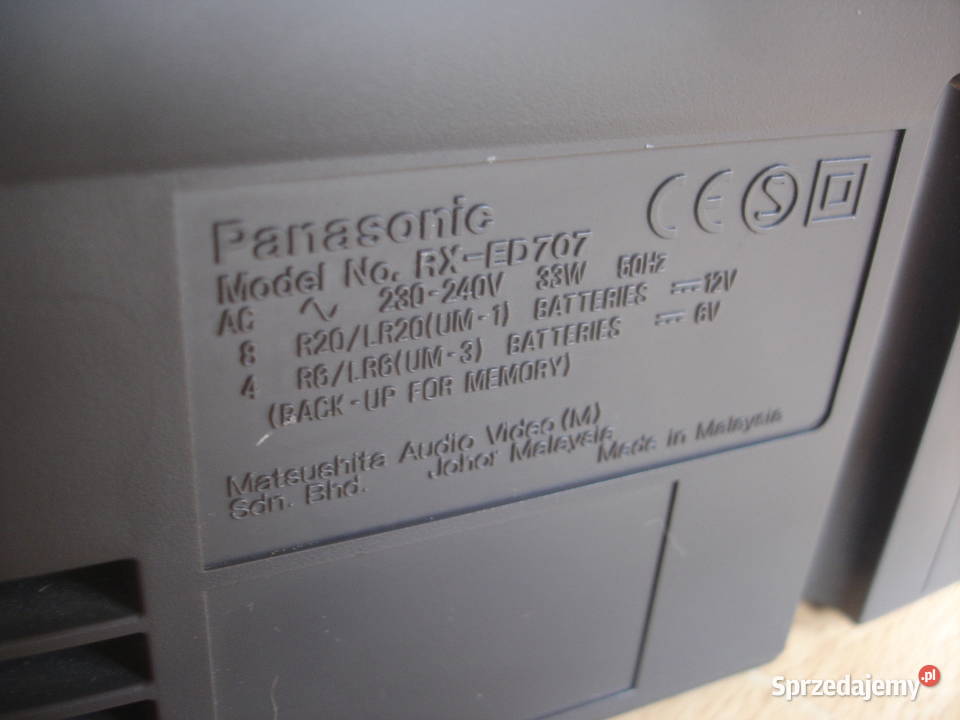 Panasonic
Model No. RX-ED707
AC ∿ 230-240V 33W 50Hz
8 R20/LR20(UM-1) BATTERIES ⎓12V
4 R6/LR6(UM-3) BATTERIES ⎓ 6V
(BACK-UP FOR MEMORY)
CE S
Matsushita Audio Video (M)
Sdn. Bhd. Johor Malaysia Made in Malaysia
Sprzedajemy.pl